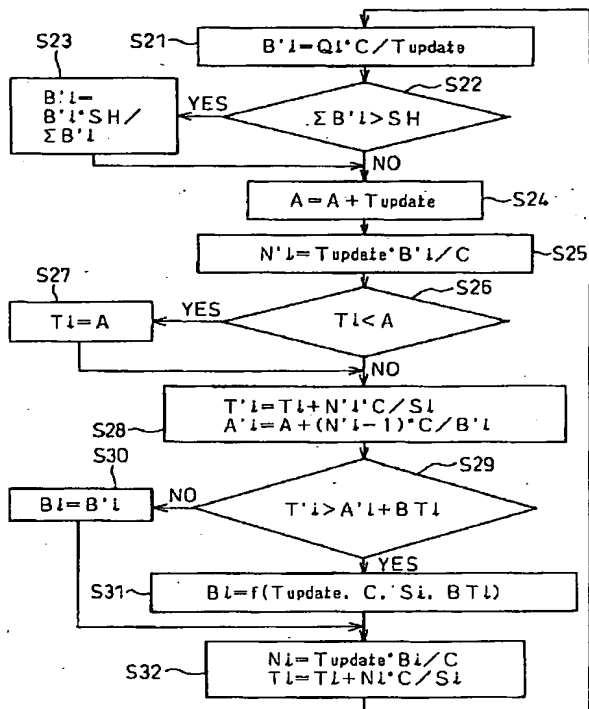 S21
B'i=Qi*C/Tupdate
S22
ΣB'i>SH
YES
NO
S23
B'i=
B'i*SH/
ΣB'i
A=A+Tupdate
S24
N'i=Tupdate*B'i/C
S25
S26
Ti<A
YES
NO
S27
Ti=A
S28
T'i=Ti+N'i*C/Si
A'i=A+(N'i-1)*C/B'i
S29
T'i>A'i+BTi
NO
YES
S30
Bi=B'i
S31
Bi=f(Tupdate, C, Si, BTi)
S32
Ni=Tupdate*Bi/C
Ti=Ti+Ni*C/Si